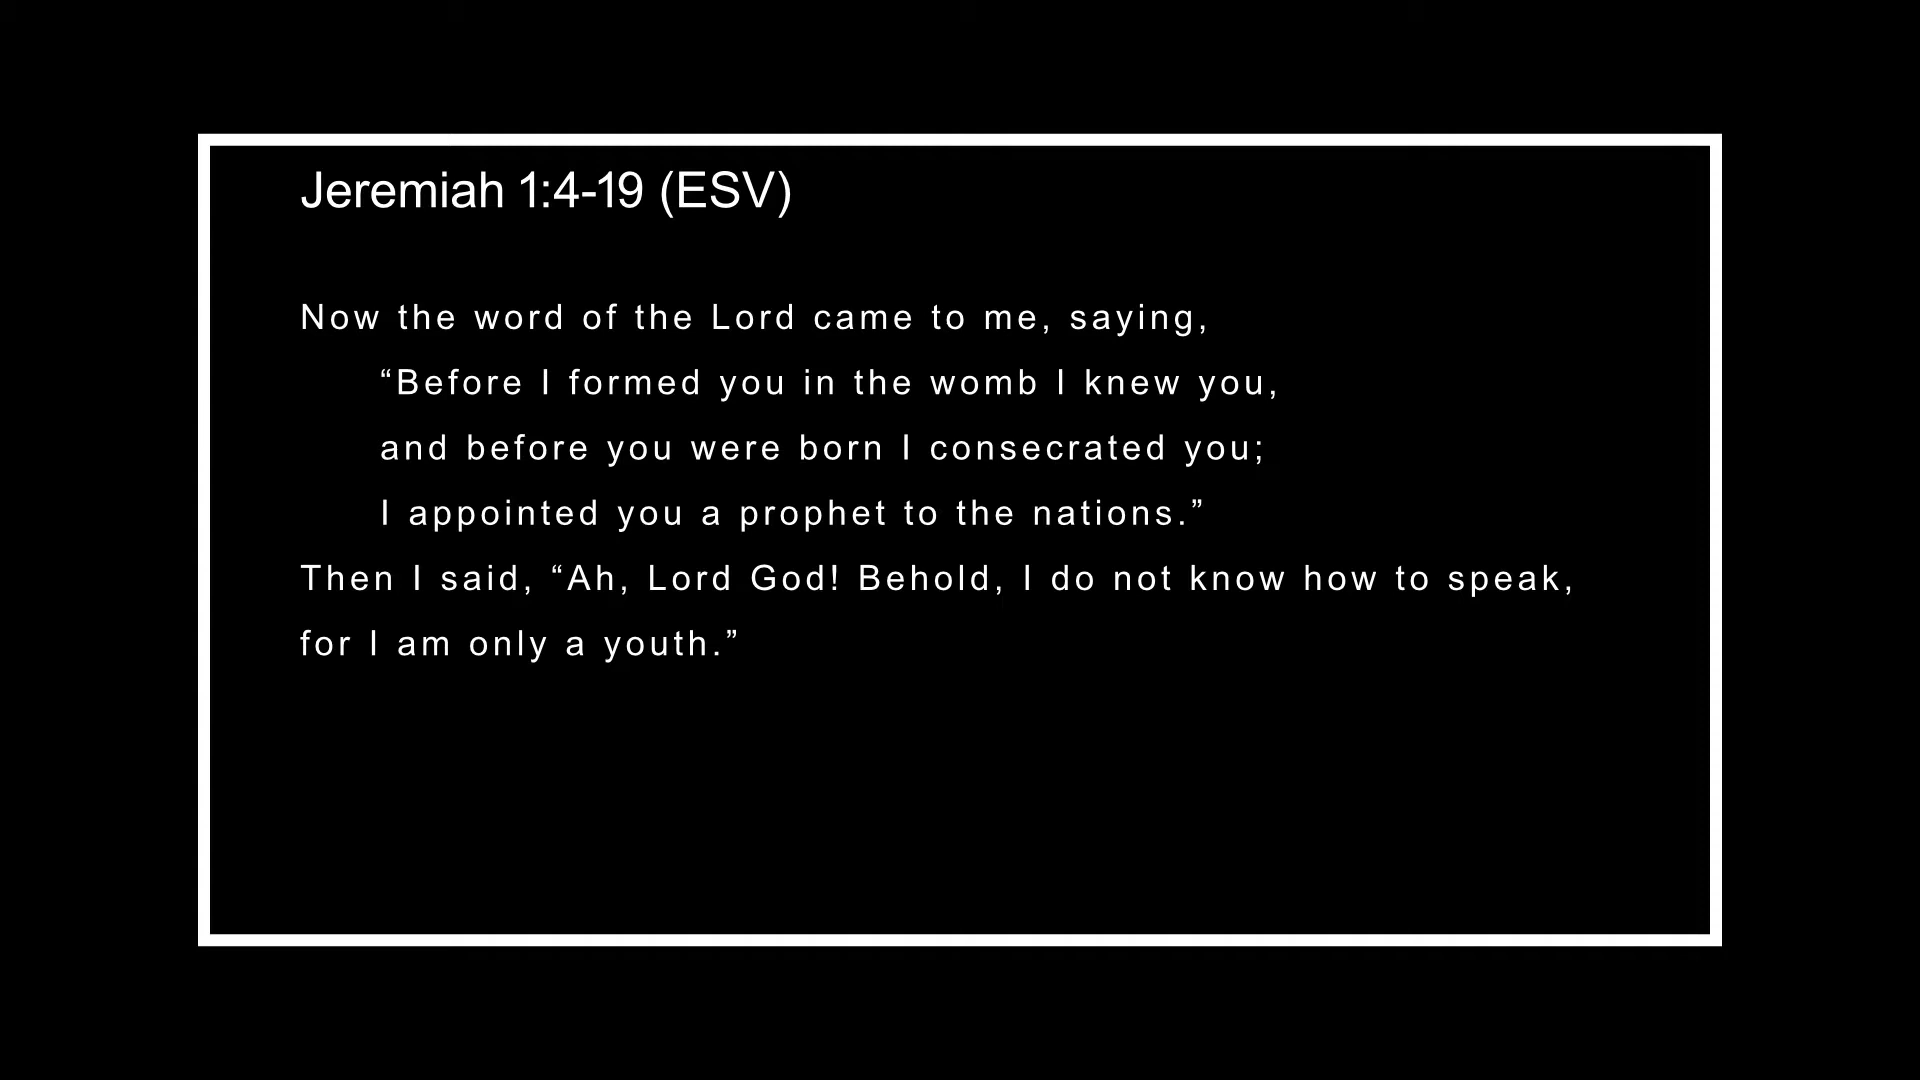 Jeremiah 1:4-19 (ESV)
Now the word of the Lord came to me, saying,
“Before I formed you in the womb I knew you,
and before you were born I consecrated you;
I appointed you a prophet to the nations.”
Then I said, “Ah, Lord God! Behold, I do not know how to speak,
for I am only a youth.”